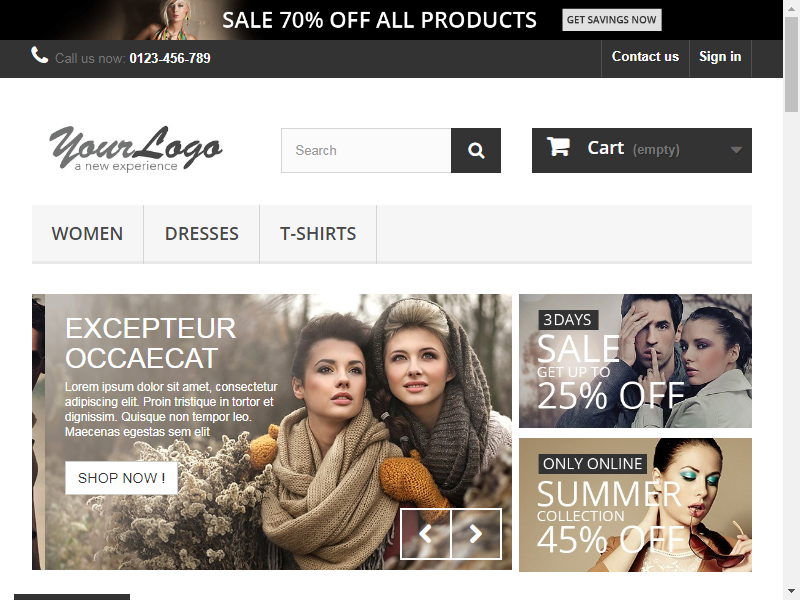 SALE 70% OFF ALL PRODUCTS
GET SAVINGS NOW
Call us now: 0123-456-789
Contact us
Sign in
YourLogo
a new experience
Search
Cart (empty)
WOMEN
DRESSES
T-SHIRTS
EXCEPTEUR
OCCAECAT
Lorem ipsum dolor sit amet, consectetur
adipiscing elit. Proin tristique in tortor et
dignissim. Quisque non tempor leo.
Maecenas egestas sem elit
SHOP NOW !
3DAYS
SALE
GET UP TO
25% OFF
ONLY ONLINE
SUMMER
COLLECTION
45% OFF